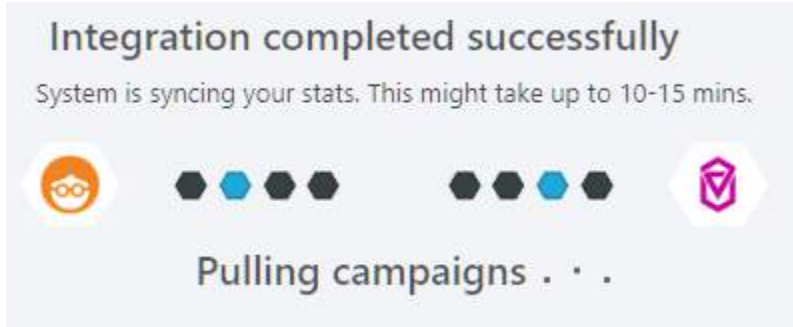 Integration completed successfully
System is syncing your stats. This might take up to 10-15 mins.
Pulling campaigns . . .